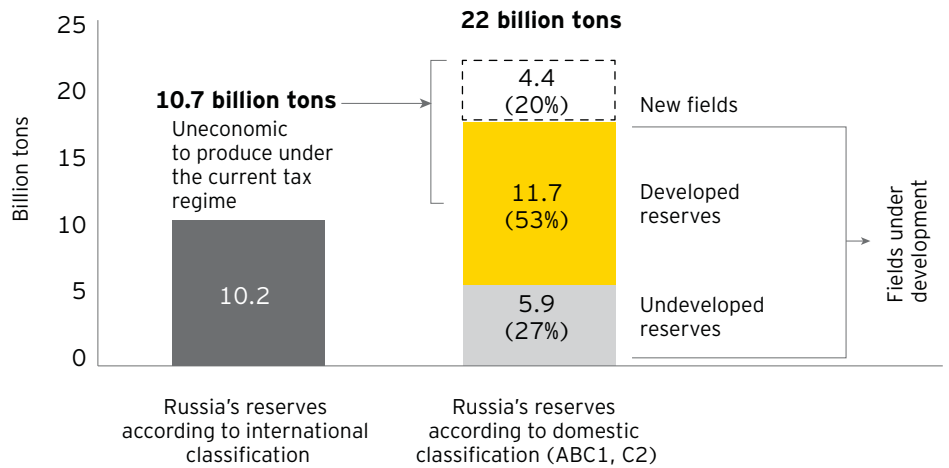 Billion tons
25
20
15
10
5
0
10.7 billion tons
Uneconomic
to produce under
the current tax
regime
10.2
22 billion tons
4.4
(20%)
11.7
(53%)
5.9
(27%)
New fields
Developed
reserves
Undeveloped
reserves
Fields under
development
Russia's reserves
according to international
classification
Russia's reserves
according to domestic
classification (ABC1, C2)